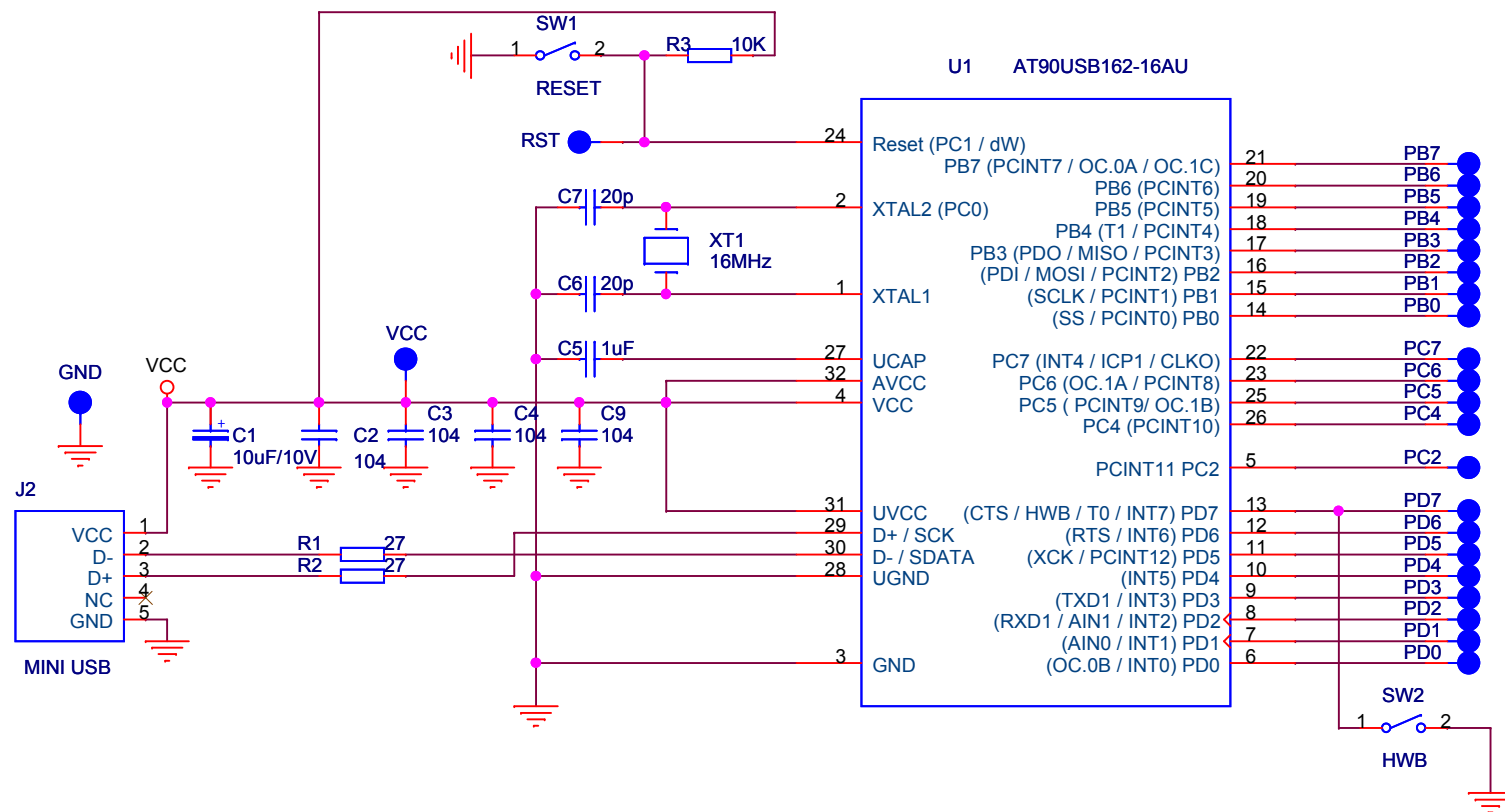 SW1
1 2
RESET
R3 10K
RST
U1 AT90USB162-16AU
24 Reset (PC1 / dW)
2 XTAL2 (PC0)
1 XTAL1
27 UCAP
32 AVCC
4 VCC
31 UVCC
29 D+ / SCK
30 D- / SDATA
28 UGND
3 GND
PB7 (PCINT7 / OC.0A / OC.1C) 21 PB7
PB6 (PCINT6) 20 PB6
PB5 (PCINT5) 19 PB5
PB4 (T1 / PCINT4) 18 PB4
PB3 (PDO / MISO / PCINT3) 17 PB3
(PDI / MOSI / PCINT2) PB2 16 PB2
(SCLK / PCINT1) PB1 15 PB1
(SS / PCINT0) PB0 14 PB0
PC7 (INT4 / ICP1 / CLKO) 22 PC7
PC6 (OC.1A / PCINT8) 23 PC6
PC5 ( PCINT9/ OC.1B) 25 PC5
PC4 (PCINT10) 26 PC4
PCINT11 PC2 5 PC2
(CTS / HWB / T0 / INT7) PD7 13 PD7
(RTS / INT6) PD6 12 PD6
(XCK / PCINT12) PD5 11 PD5
(INT5) PD4 10 PD4
(TXD1 / INT3) PD3 9 PD3
(RXD1 / AIN1 / INT2) PD2 8 PD2
(AIN0 / INT1) PD1 7 PD1
(OC.0B / INT0) PD0 6 PD0
C7 20p
XT1
16MHz
C6 20p
C5 1uF
VCC
GND
VCC
+
C1
10uF/10V
C2
104
C3
104
C4
104
C9
104
J2
VCC 1
D- 2
D+ 3
NC 4
GND 5
MINI USB
R1 27
R2 27
SW2
1 2
HWB